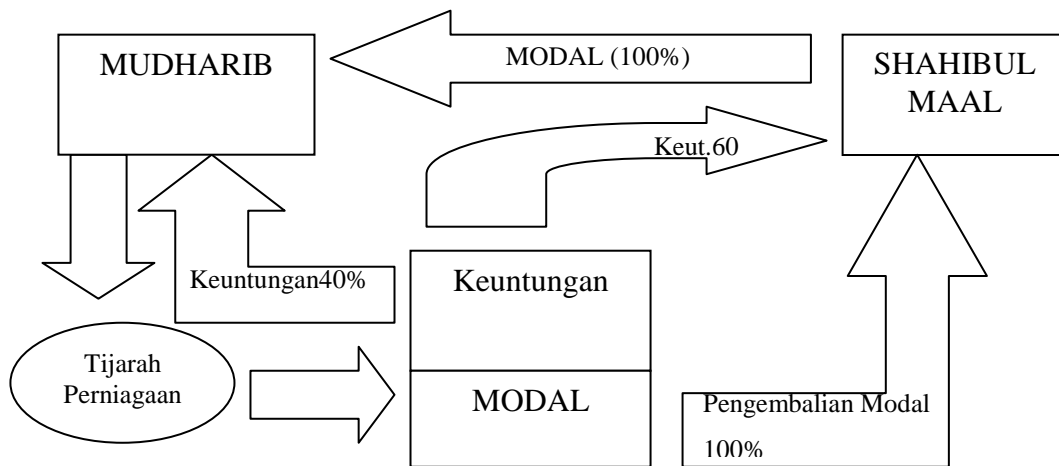 MUDHARIB
MODAL (100%)
SHAHIBUL
MAAL
Keut.60
Keuntungan40%
Keuntungan
Tijarah
Perniagaan
MODAL
Pengembalian Modal
100%